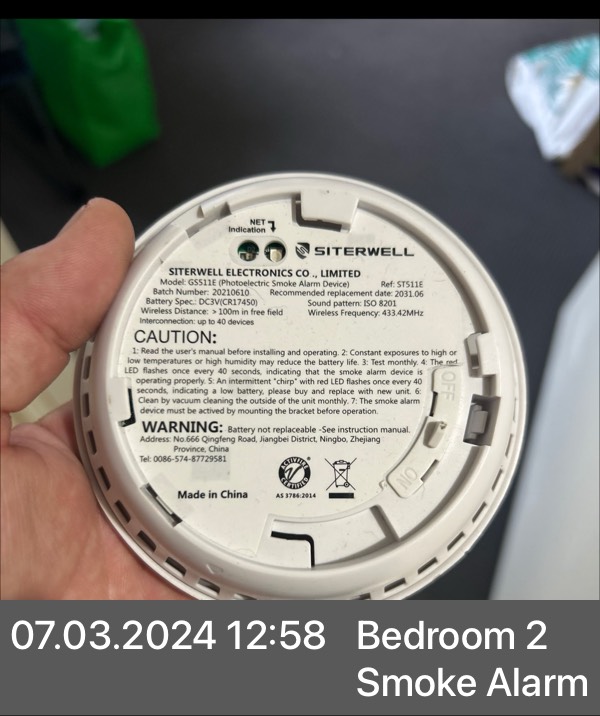 NET
Indication
SITERWELL
SITERWELL ELECTRONICS CO ., LIMITED
Model: GS511E (Photoelectric Smoke Alarm Device) Ref: ST511E
Batch Number: 20210610 Recommended replacement date: 2031.06
Battery Spec.: DC3V(CR17450) Sound pattern: ISO 8201
Wireless Distance: >100m in free field Wireless Frequency: 433.42MHz
Interconnection: up to 40 devices
CAUTION:
1: Read the user's manual before installing and operating. 2: Constant exposures to high or
low temperatures or high humidity may reduce the battery life. 3: Test monthly. 4: The red
LED flashes once every 40 seconds, indicating that the smoke alarm device is
operating properly. 5: An intermittent "chirp" with red LED flashes once every 40
seconds, indicating a low battery, please buy and replace with new unit. 6:
Clean by vacuum cleaning the outside of the unit monthly. 7: The smoke alarm
device must be actived by mounting the bracket before operation.
OFF
WARNING: Battery not replaceable -See instruction manual.
Address: No.666 Qingfeng Road, Jiangbei District, Ningbo, Zhejiang
Province, China
Tel: 0086-574-87729581
ON
Made in China
ACTIVFIRE
CERTIFIED
AS 3786:2014
07.03.2024 12:58 Bedroom 2
Smoke Alarm